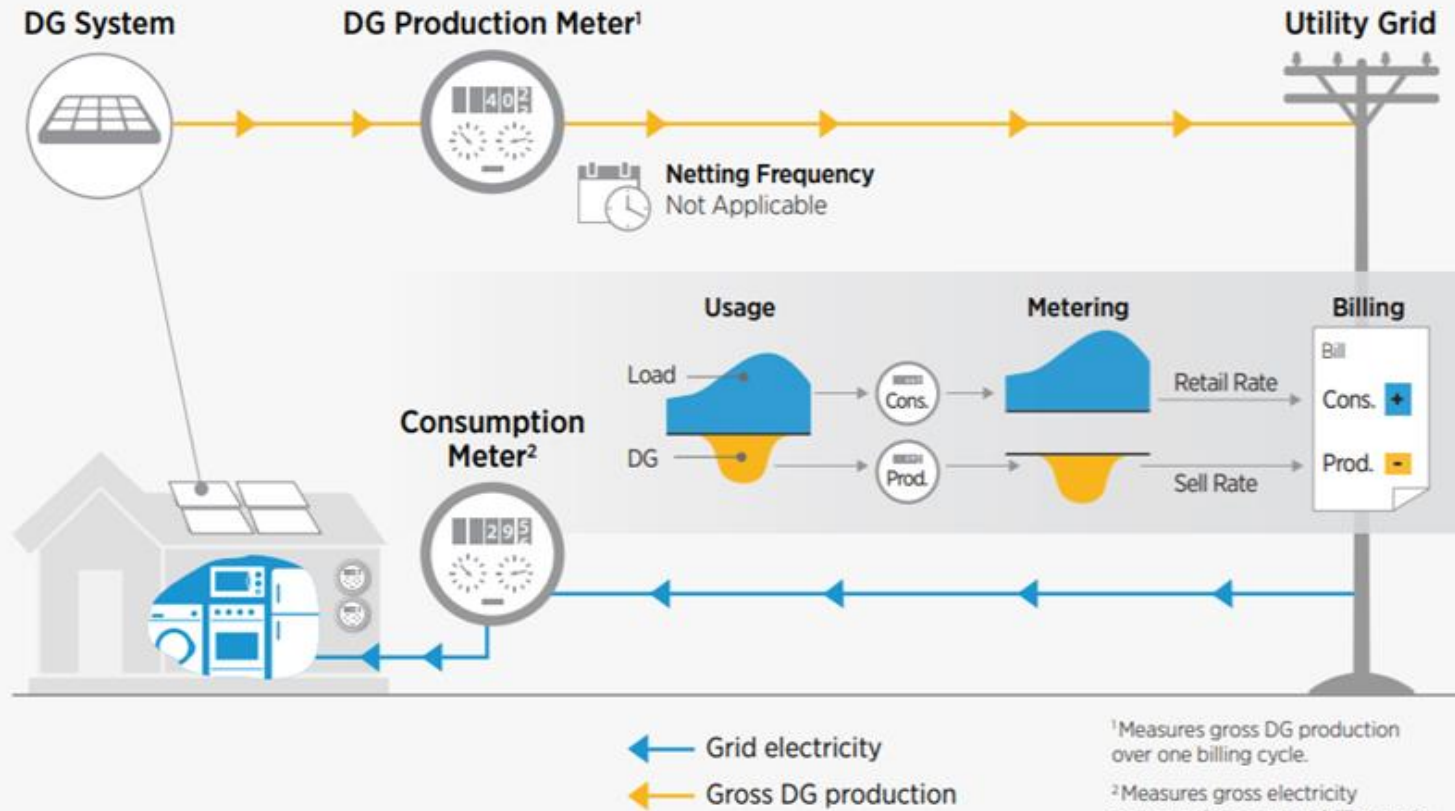 DG System
DG Production Meter¹
Utility Grid
402
Netting Frequency
Not Applicable
Usage
Metering
Billing
Load
DG
Cons.
Prod.
Retail Rate
Sell Rate
Bill
Cons. +
Prod. -
Consumption
Meter²
295
Grid electricity
Gross DG production
¹Measures gross DG production
over one billing cycle.
²Measures gross electricity